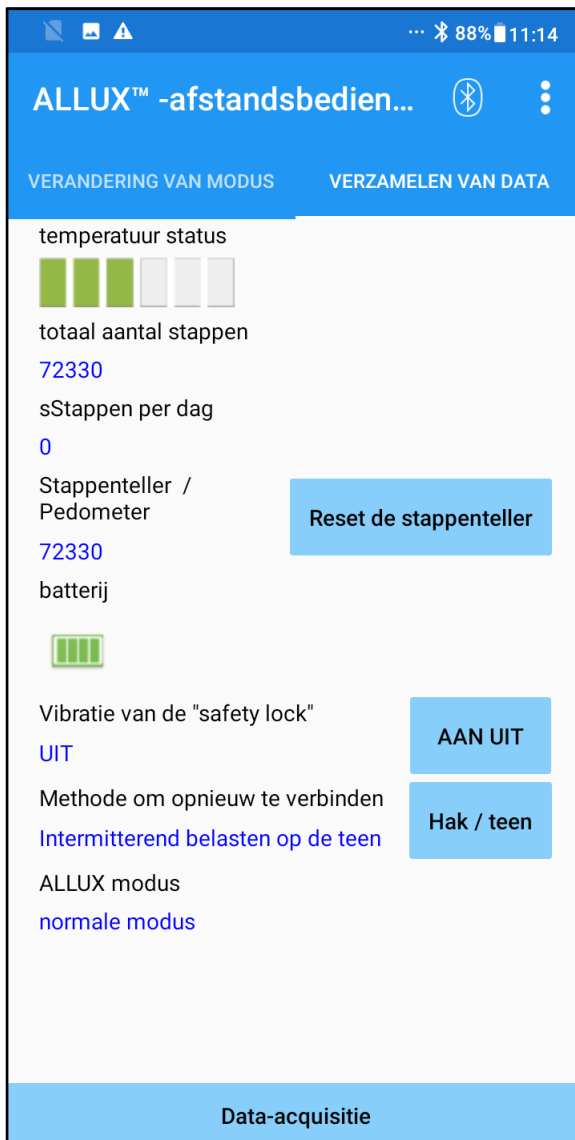 88% 11:14
ALLUX™ -afstandsbedien...
VERANDERING VAN MODUS VERZAMELEN VAN DATA
temperatuur status
totaal aantal stappen
72330
sStappen per dag
0
Stappenteller /
Pedometer
Reset de stappenteller
72330
batterij
Vibratie van de "safety lock"
UIT
AAN UIT
Methode om opnieuw te verbinden
Intermitterend belasten op de teen
Hak / teen
ALLUX modus
normale modus
Data-acquisitie